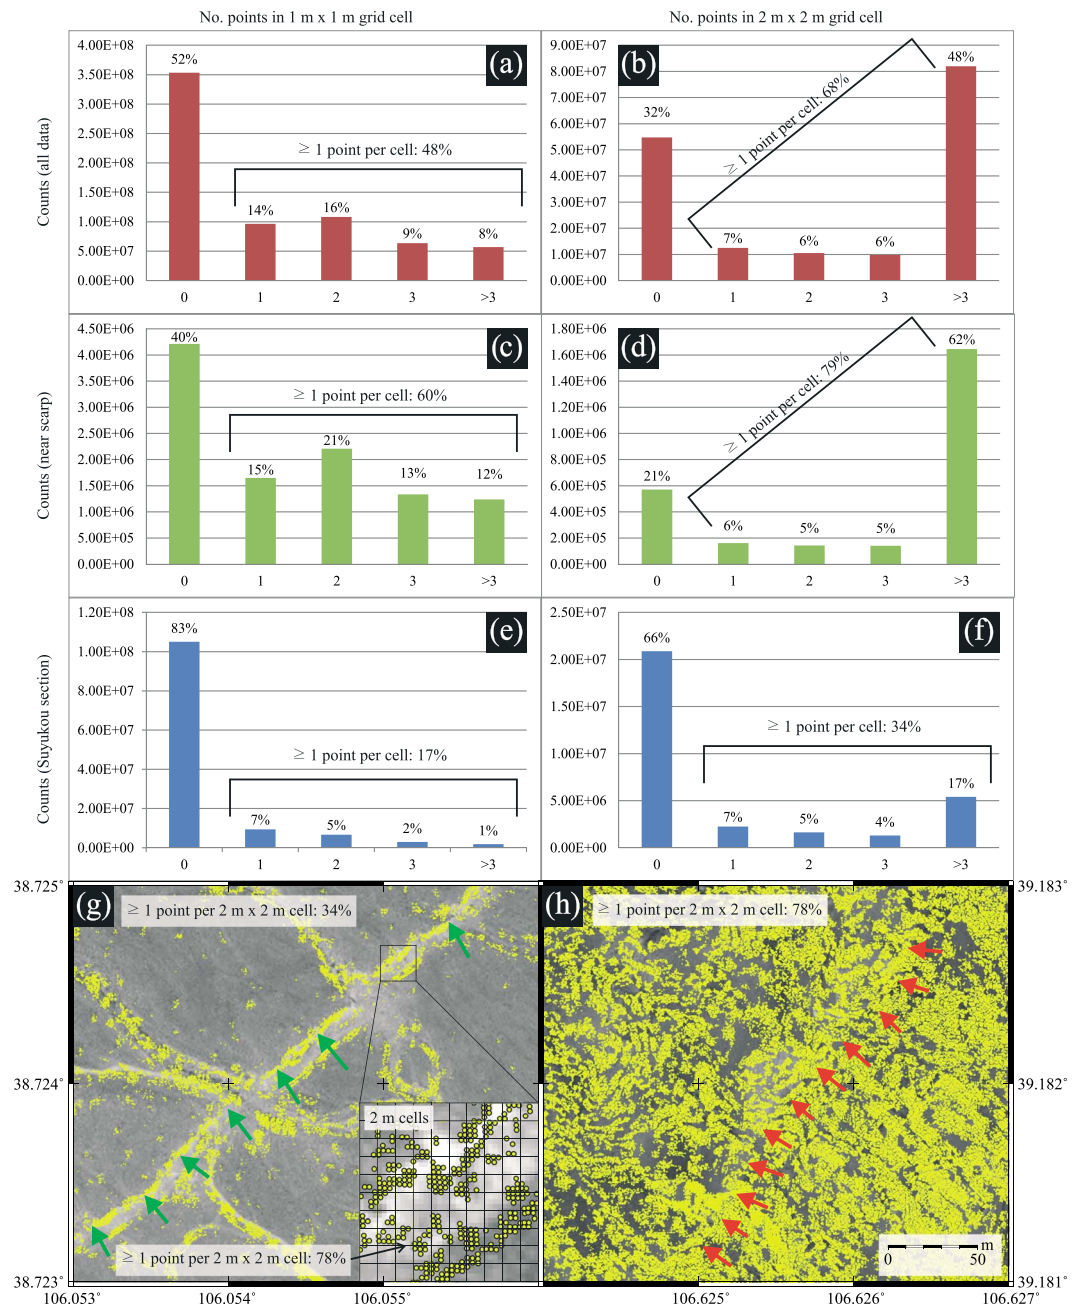 No. points in 1 m x 1 m grid cell
No. points in 2 m x 2 m grid cell
Counts (all data)
4.00E+08
3.50E+08
3.00E+08
2.50E+08
2.00E+08
1.50E+08
1.00E+08
5.00E+07
0.00E+00
52%
(a)
≥ 1 point per cell: 48%
14%
16%
9%
8%
0 1 2 3 >3
9.00E+07
8.00E+07
7.00E+07
6.00E+07
5.00E+07
4.00E+07
3.00E+07
2.00E+07
1.00E+07
0.00E+00
(b)
48%
32%
≥ 1 point per cell: 68%
7%
6%
6%
0 1 2 3 >3
Counts (near scarp)
4.50E+06
4.00E+06
3.50E+06
3.00E+06
2.50E+06
2.00E+06
1.50E+06
1.00E+06
5.00E+05
0.00E+00
40%
(c)
≥ 1 point per cell: 60%
15%
21%
13%
12%
0 1 2 3 >3
1.80E+06
1.60E+06
1.40E+06
1.20E+06
1.00E+06
8.00E+05
6.00E+05
4.00E+05
2.00E+05
0.00E+00
(d)
62%
≥ 1 point per cell: 79%
21%
6%
5%
5%
0 1 2 3 >3
Counts (Suyukou section)
1.20E+08
1.00E+08
8.00E+07
6.00E+07
4.00E+07
2.00E+07
0.00E+00
83%
(e)
≥ 1 point per cell: 17%
7%
5%
2%
1%
0 1 2 3 >3
2.50E+07
2.00E+07
1.50E+07
1.00E+07
5.00E+06
0.00E+00
66%
(f)
≥ 1 point per cell: 34%
7%
5%
4%
17%
0 1 2 3 >3
38.725°
38.724°
38.723°
(g)
≥ 1 point per 2 m x 2 m cell: 34%
2 m cells
≥ 1 point per 2 m x 2 m cell: 78%
106.053° 106.054° 106.055°
(h)
≥ 1 point per 2 m x 2 m cell: 78%
39.183°
39.182°
39.181°
m
0 50
106.625° 106.626° 106.627°